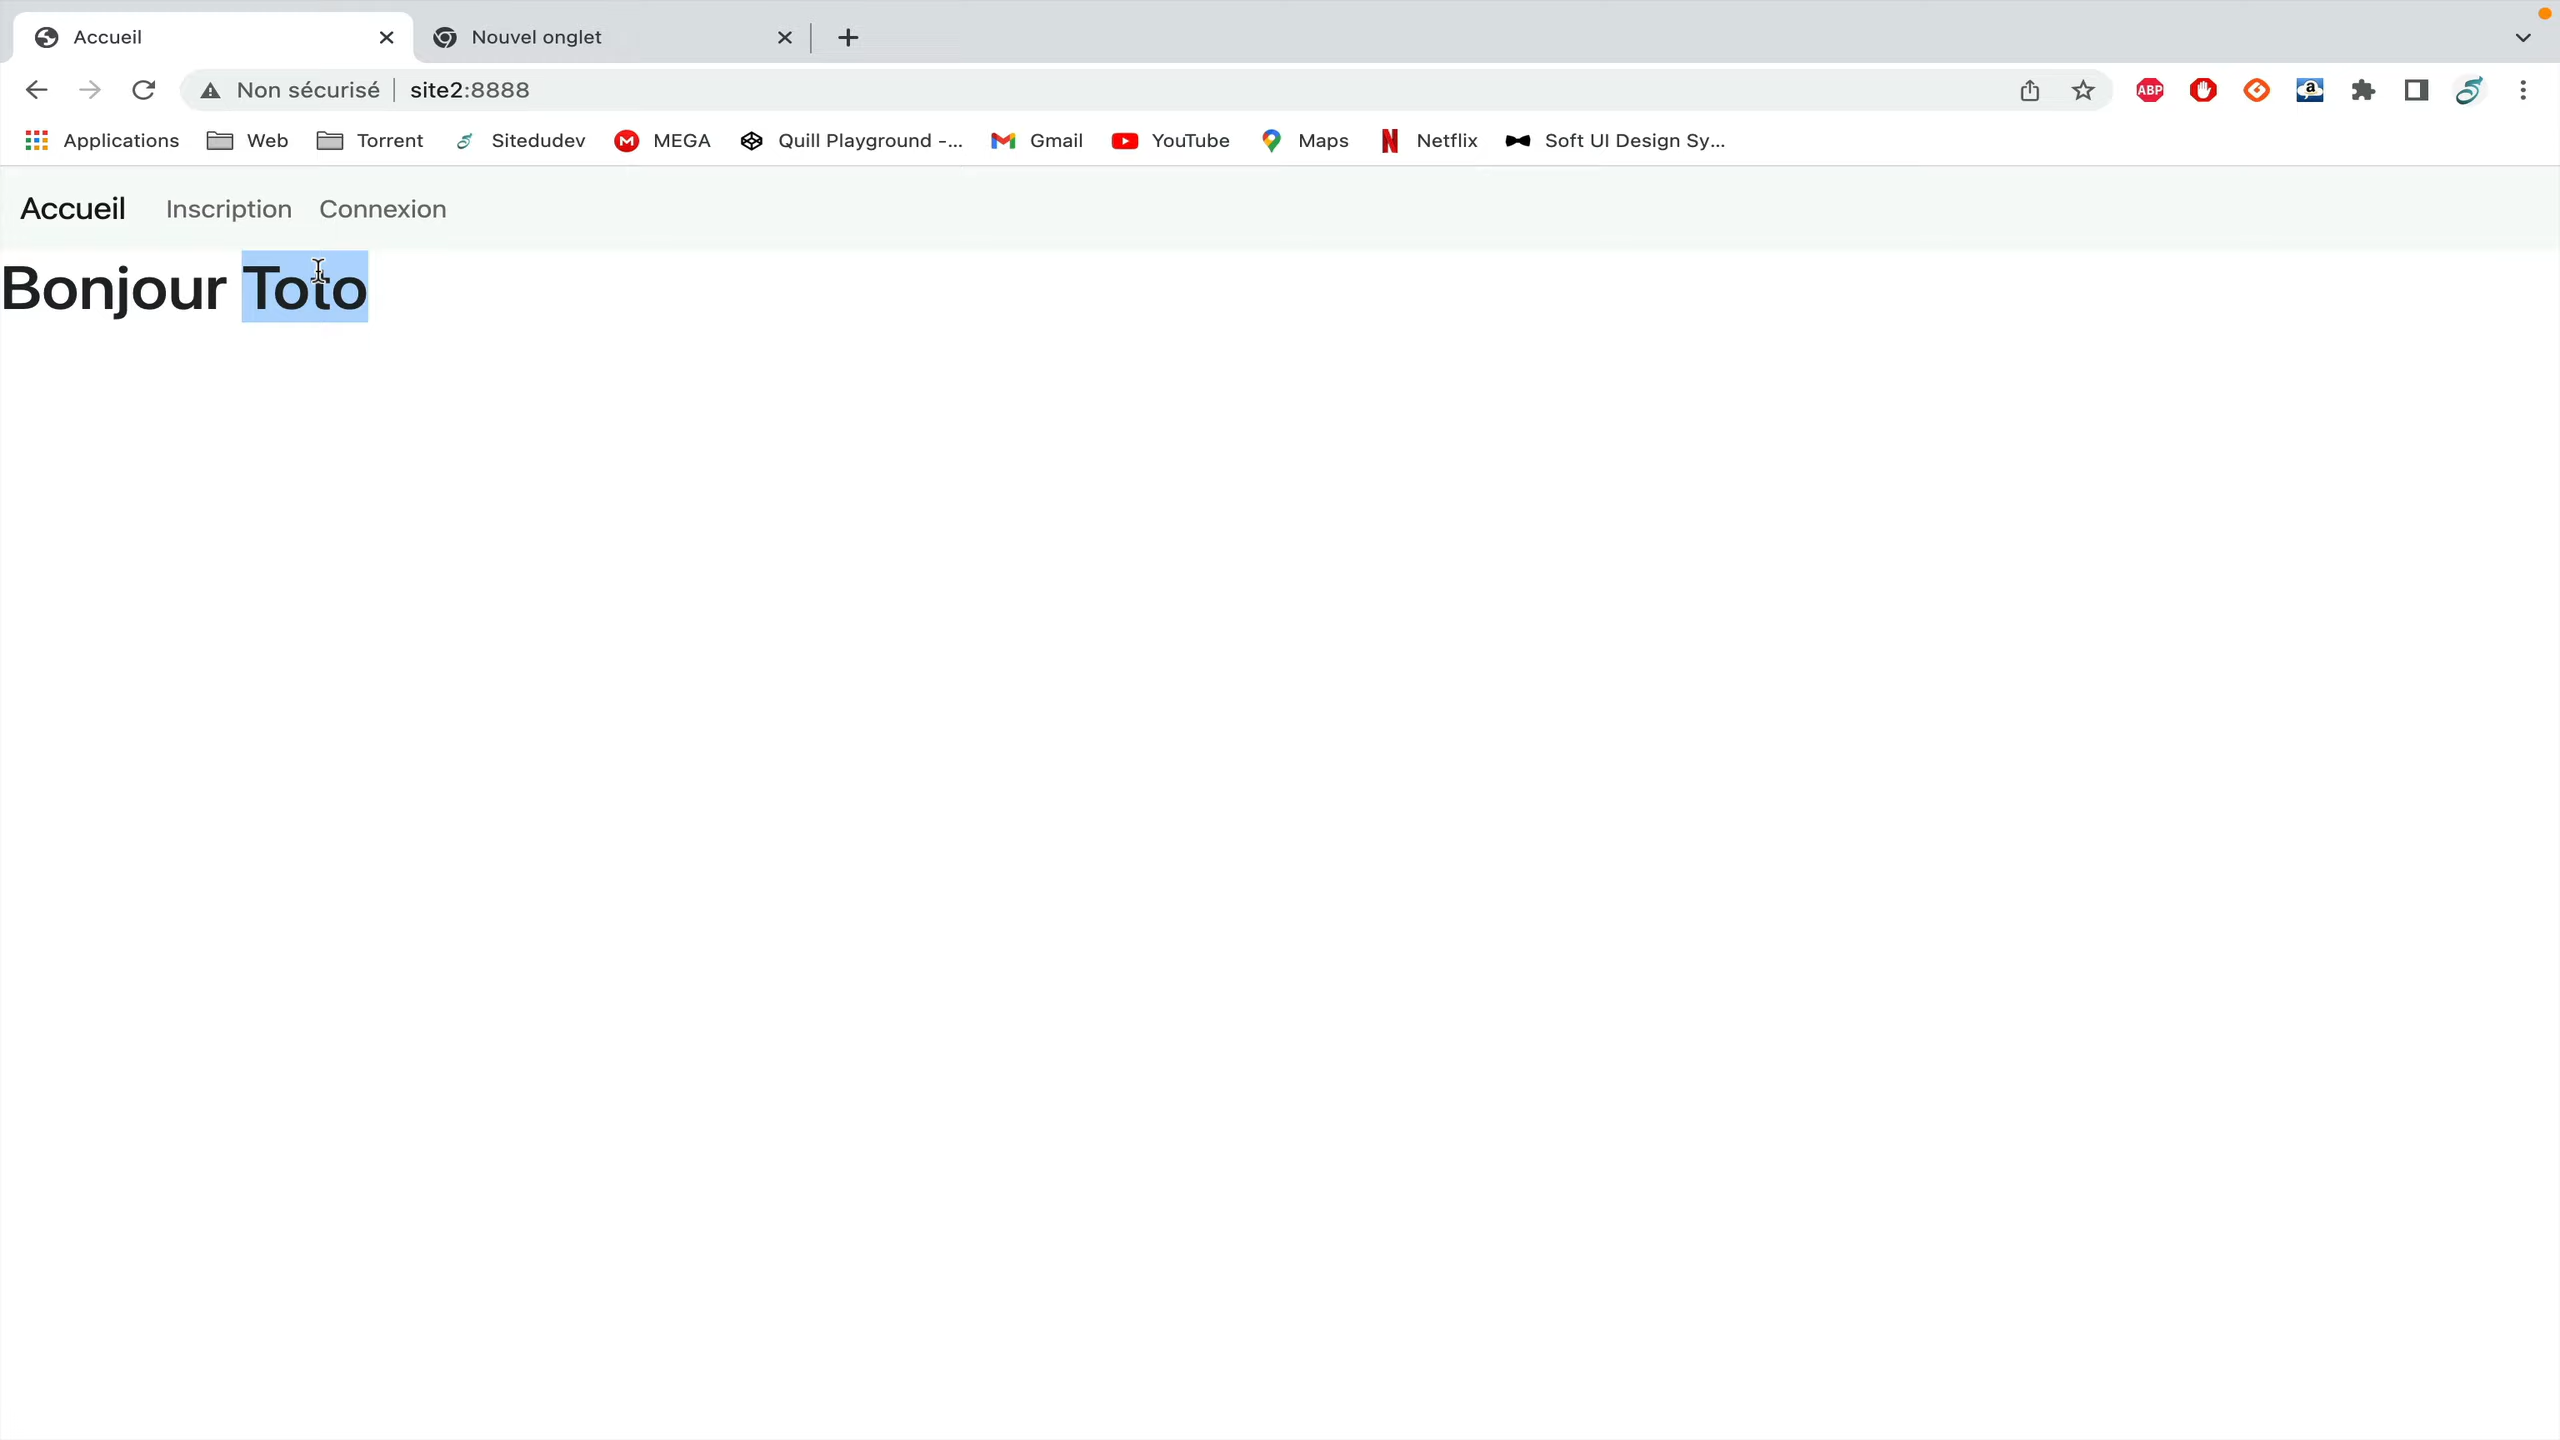 Accueil Nouvel onglet
Non sécurisé site2:8888 ABP a
Applications Web Torrent Sitedudev M MEGA Quill Playground -... Gmail YouTube Maps N Netflix Soft UI Design Sy...
Accueil Inscription Connexion
Bonjour Toto